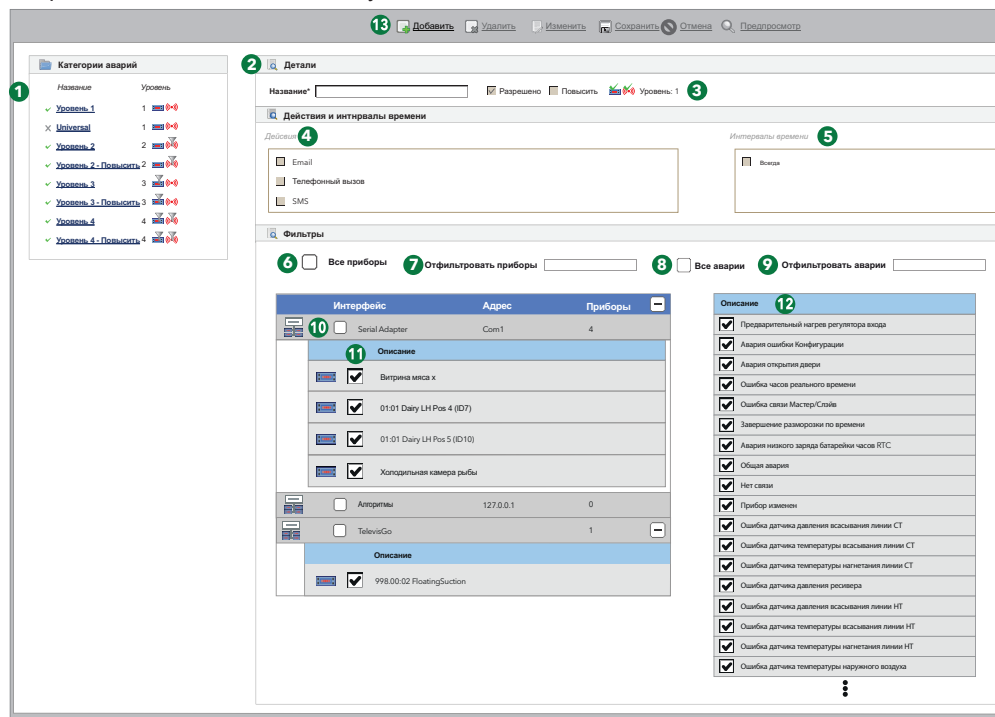 13 Добавить Удалить Изменить Сохранить Отмена Предпросмотр
Категории аварий
1
Название Уровень
Уровень 1 1
Universal 1
Уровень 2 2
Уровень 2 - Повысить 2
Уровень 3 3
Уровень 3 - Повысить 3
Уровень 4 4
Уровень 4 - Повысить 4
2 Детали
Название* Разрешено Повысить Уровень: 1 3
Действия и интнрвалы времени
Дейсвия 4 Интервалы времени 5
Email
Телефонный вызов
SMS
Всегда
Фильтры
6 Все приборы 7 Отфильтровать приборы 8 Все аварии 9 Отфильтровать аварии
Интерфейс Адрес Приборы
10 Serial Adapter Com1 4
11 Описание
Витрина мяса х
01:01 Dairy LH Pos 4 (ID7)
01:01 Dairy LH Pos 5 (ID10)
Холодильная камера рыбы
Алгоритмы 127.0.0.1 0
TelevisGo 1
Описание
998.00:02 FloatingSuction
Описание 12
Предварительный нагрев регулятора входа
Авария ошибки Конфигурации
Авария открытия двери
Ошибка часов реального времени
Ошибка связи Мастер/Слэйв
Завершение разморозки по времени
Авария низкого заряда батарейки часов RTC
Общая авария
Нет связи
Прибор изменен
Ошибка датчика давления всасывания линии СТ
Ошибка датчика температуры всасывания линии СТ
Ошибка датчика температуры нагнетания линии СТ
Ошибка датчика давления ресивера
Ошибка датчика давления всасывания линии НТ
Ошибка датчика температуры всасывания линии НТ
Ошибка датчика температуры нагнетания линии НТ
Ошибка датчика температуры наружного воздуха